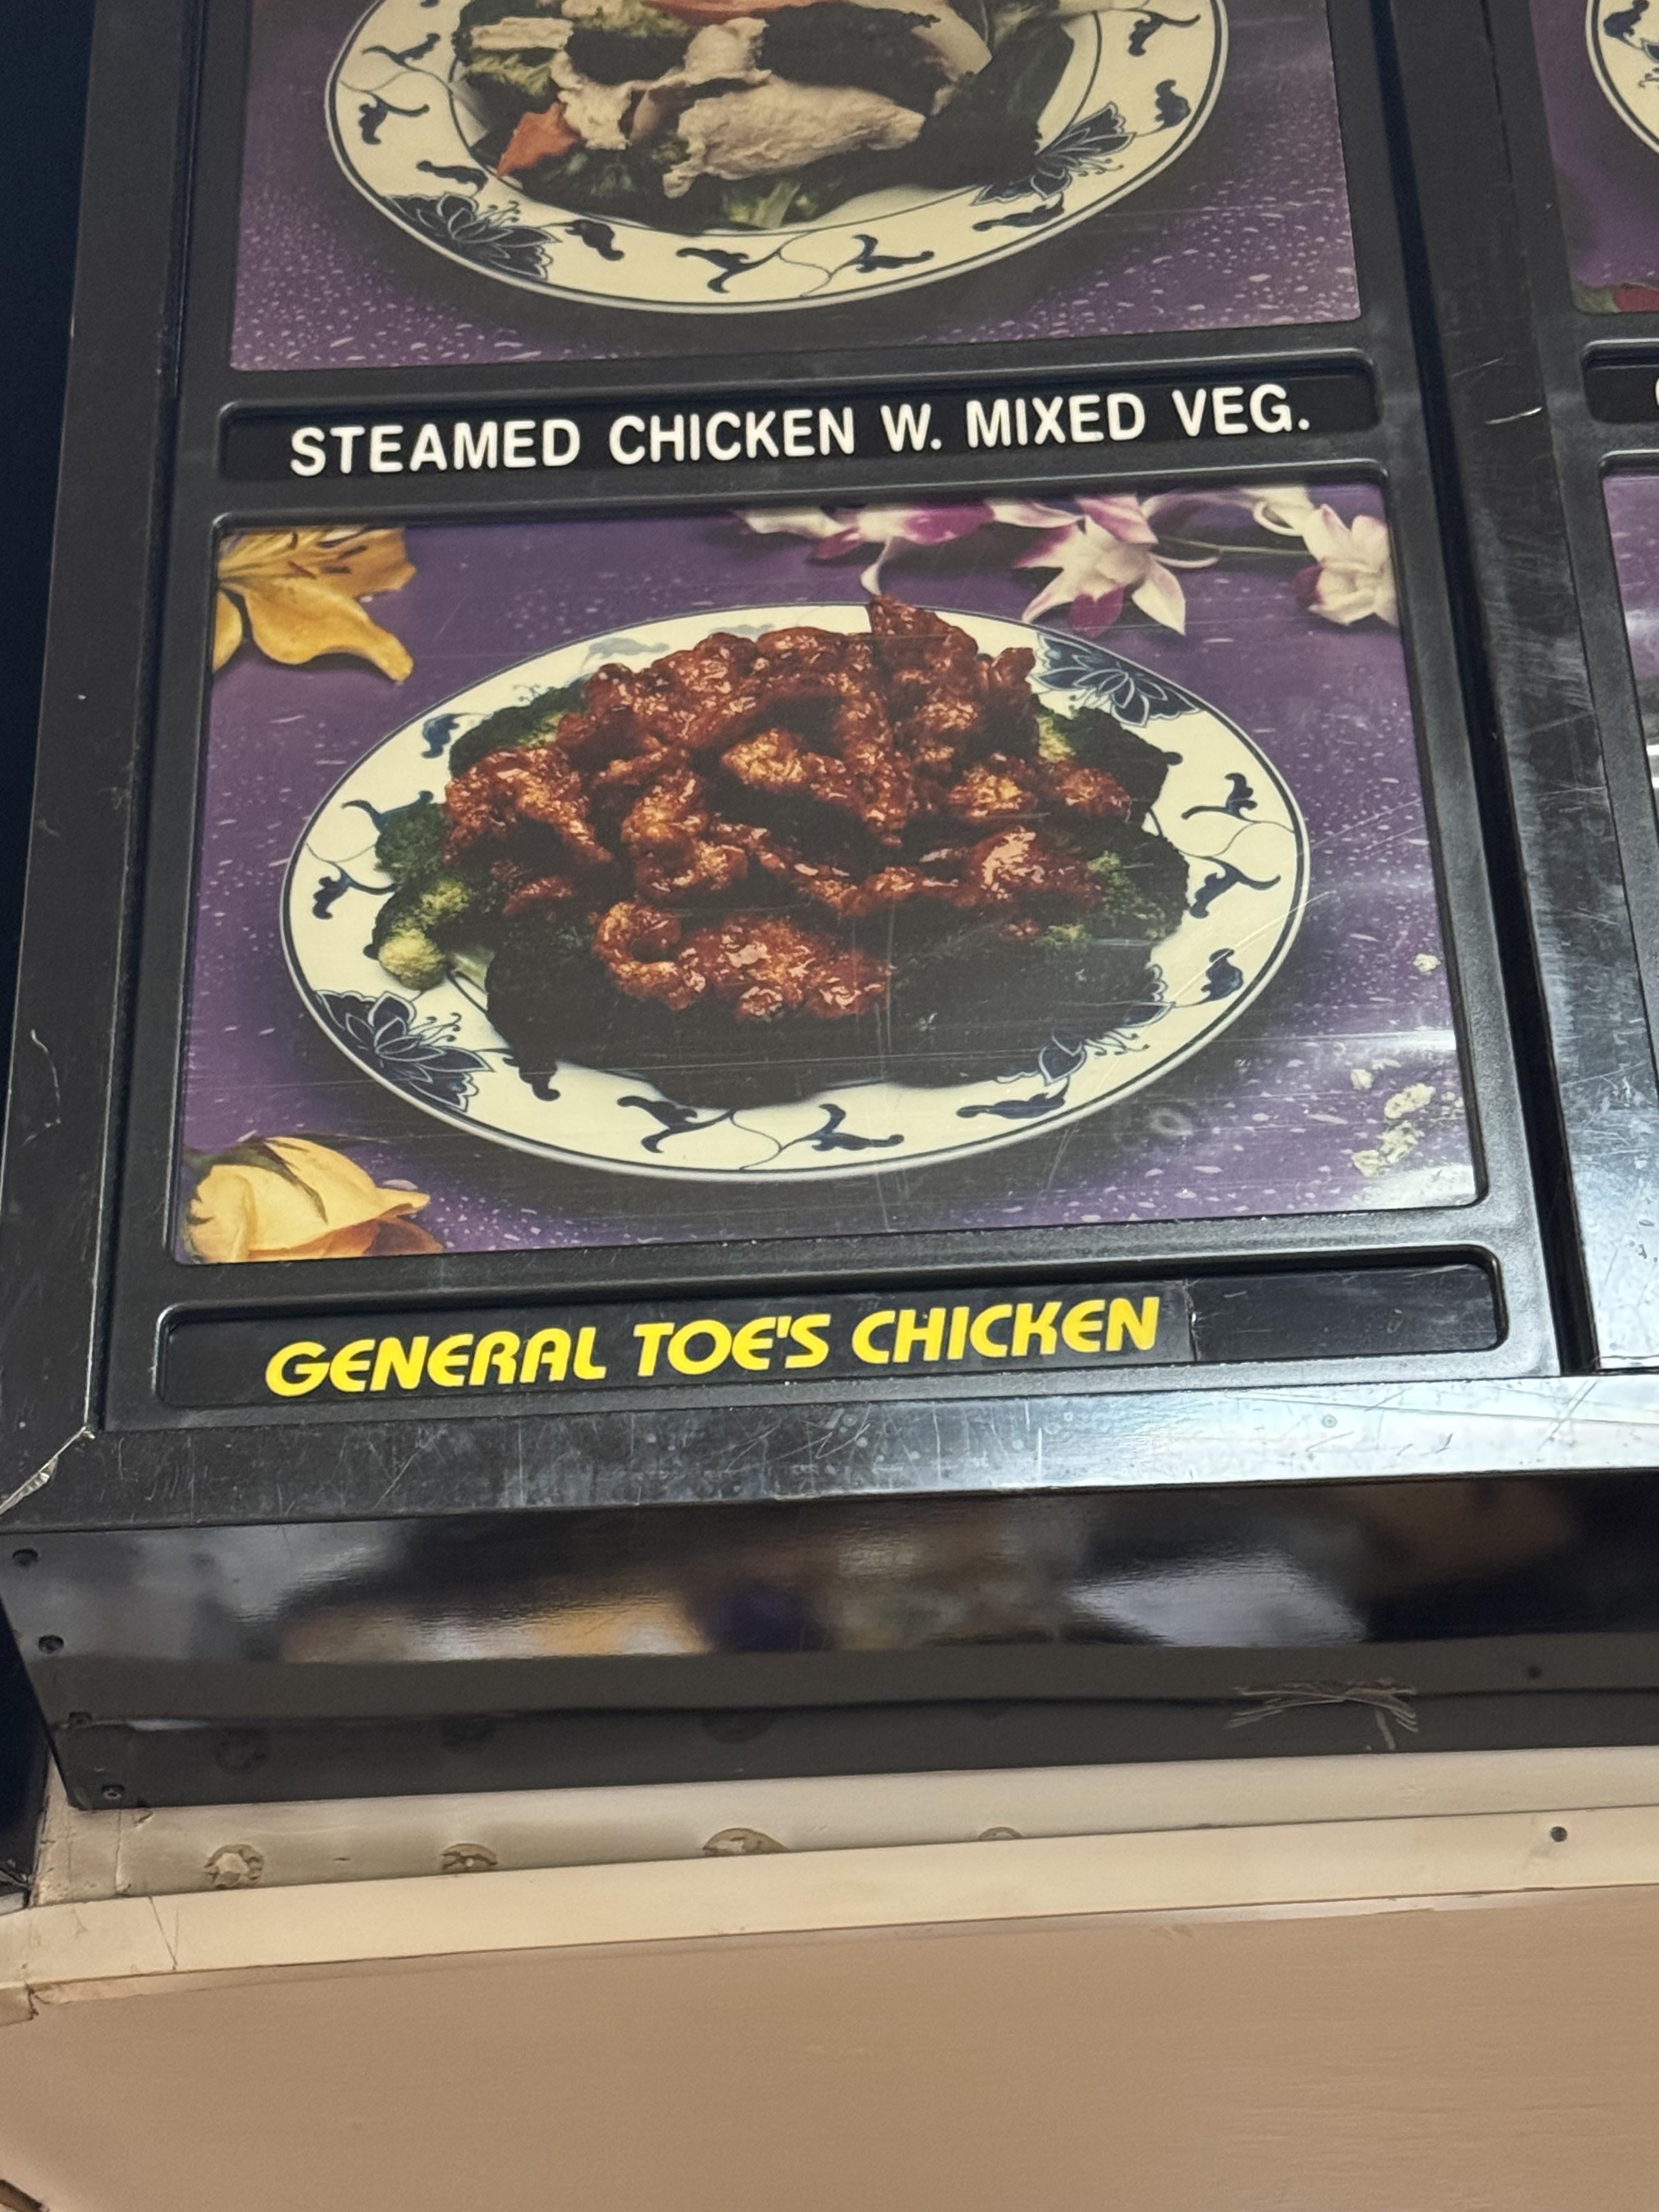 STEAMED CHICKEN W. MIXED VEG.
GENERAL TOE'S CHICKEN